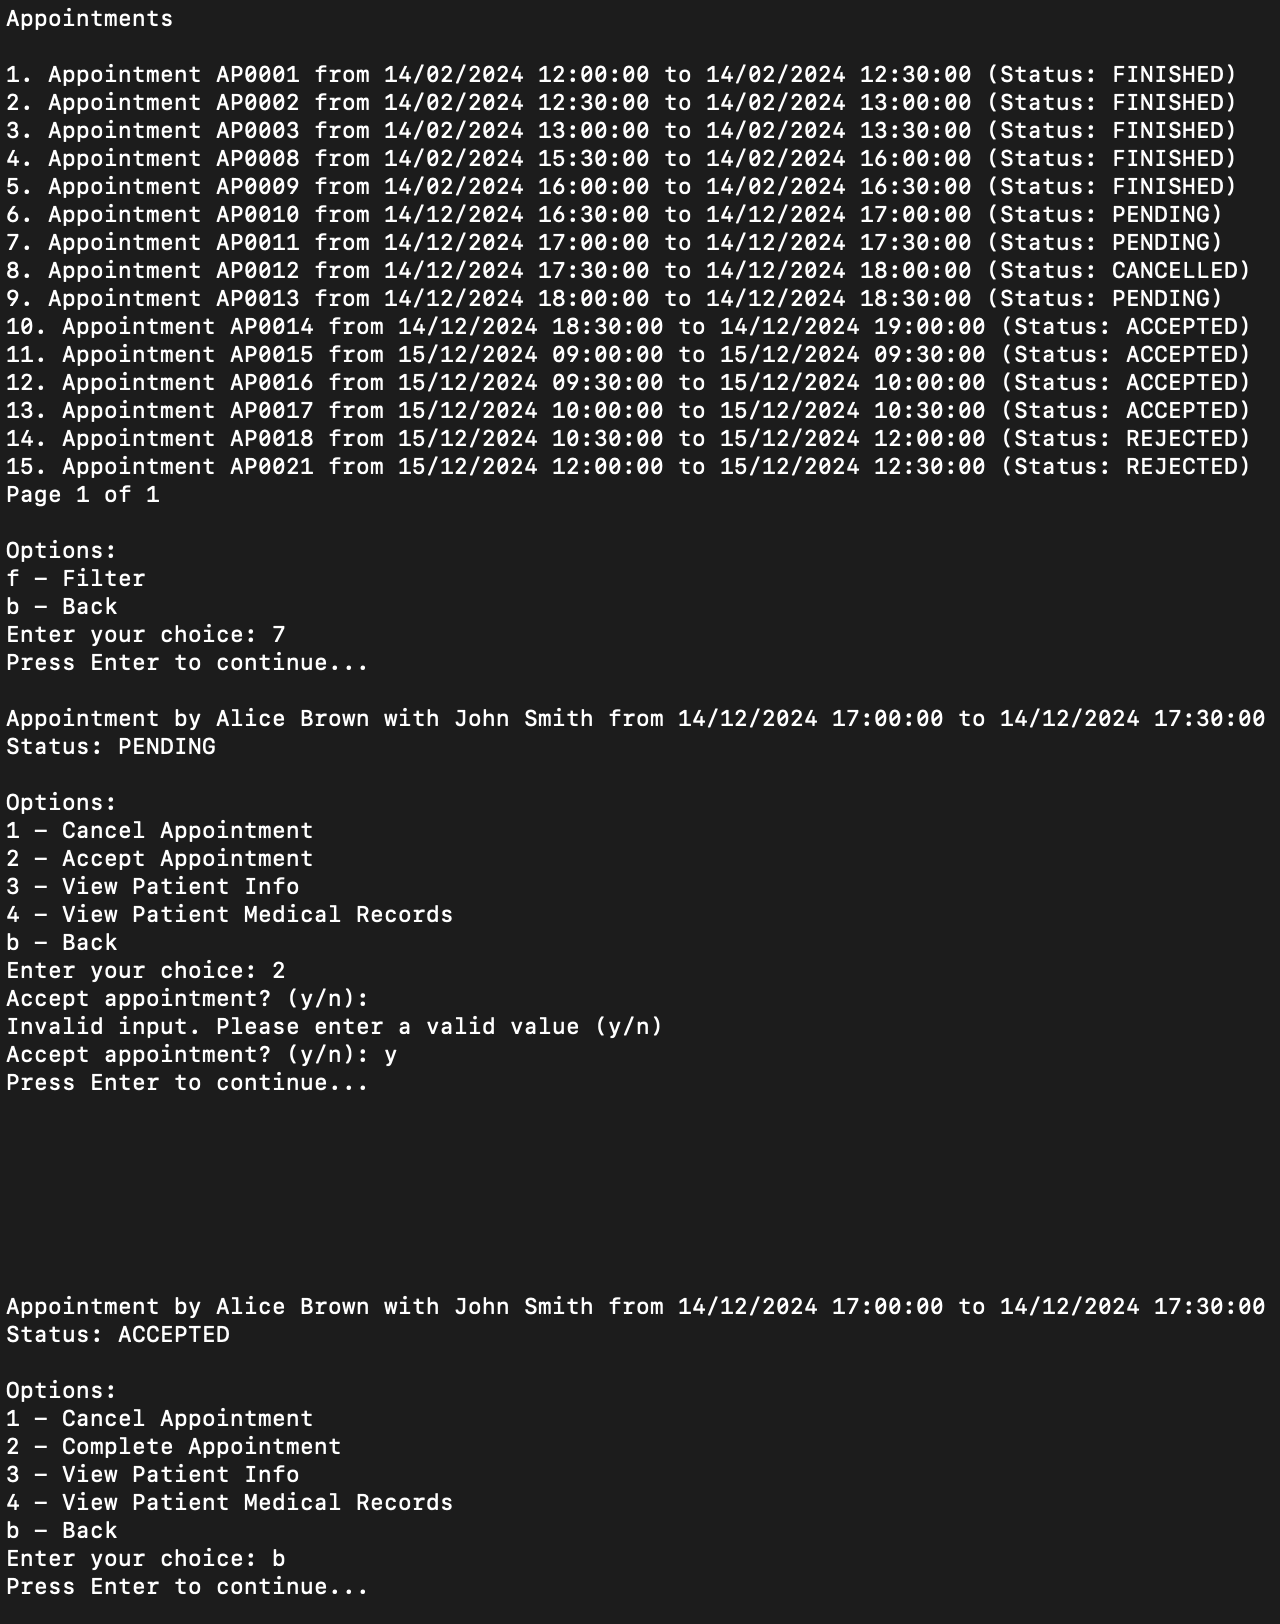 Appointments
1. Appointment AP0001 from 14/02/2024 12:00:00 to 14/02/2024 12:30:00 (Status: FINISHED)
2. Appointment AP0002 from 14/02/2024 12:30:00 to 14/02/2024 13:00:00 (Status: FINISHED)
3. Appointment AP0003 from 14/02/2024 13:00:00 to 14/02/2024 13:30:00 (Status: FINISHED)
4. Appointment AP0008 from 14/02/2024 15:30:00 to 14/02/2024 16:00:00 (Status: FINISHED)
5. Appointment AP0009 from 14/02/2024 16:00:00 to 14/02/2024 16:30:00 (Status: FINISHED)
6. Appointment AP0010 from 14/12/2024 16:30:00 to 14/12/2024 17:00:00 (Status: PENDING)
7. Appointment AP0011 from 14/12/2024 17:00:00 to 14/12/2024 17:30:00 (Status: PENDING)
8. Appointment AP0012 from 14/12/2024 17:30:00 to 14/12/2024 18:00:00 (Status: CANCELLED)
9. Appointment AP0013 from 14/12/2024 18:00:00 to 14/12/2024 18:30:00 (Status: PENDING)
10. Appointment AP0014 from 14/12/2024 18:30:00 to 14/12/2024 19:00:00 (Status: ACCEPTED)
11. Appointment AP0015 from 15/12/2024 09:00:00 to 15/12/2024 09:30:00 (Status: ACCEPTED)
12. Appointment AP0016 from 15/12/2024 09:30:00 to 15/12/2024 10:00:00 (Status: ACCEPTED)
13. Appointment AP0017 from 15/12/2024 10:00:00 to 15/12/2024 10:30:00 (Status: ACCEPTED)
14. Appointment AP0018 from 15/12/2024 10:30:00 to 15/12/2024 12:00:00 (Status: REJECTED)
15. Appointment AP0021 from 15/12/2024 12:00:00 to 15/12/2024 12:30:00 (Status: REJECTED)
Page 1 of 1
Options:
f – Filter
b – Back
Enter your choice: 7
Press Enter to continue...
Appointment by Alice Brown with John Smith from 14/12/2024 17:00:00 to 14/12/2024 17:30:00
Status: PENDING
Options:
1 – Cancel Appointment
2 – Accept Appointment
3 – View Patient Info
4 – View Patient Medical Records
b – Back
Enter your choice: 2
Accept appointment? (y/n):
Invalid input. Please enter a valid value (y/n)
Accept appointment? (y/n): y
Press Enter to continue...
Appointment by Alice Brown with John Smith from 14/12/2024 17:00:00 to 14/12/2024 17:30:00
Status: ACCEPTED
Options:
1 – Cancel Appointment
2 – Complete Appointment
3 – View Patient Info
4 – View Patient Medical Records
b – Back
Enter your choice: b
Press Enter to continue...